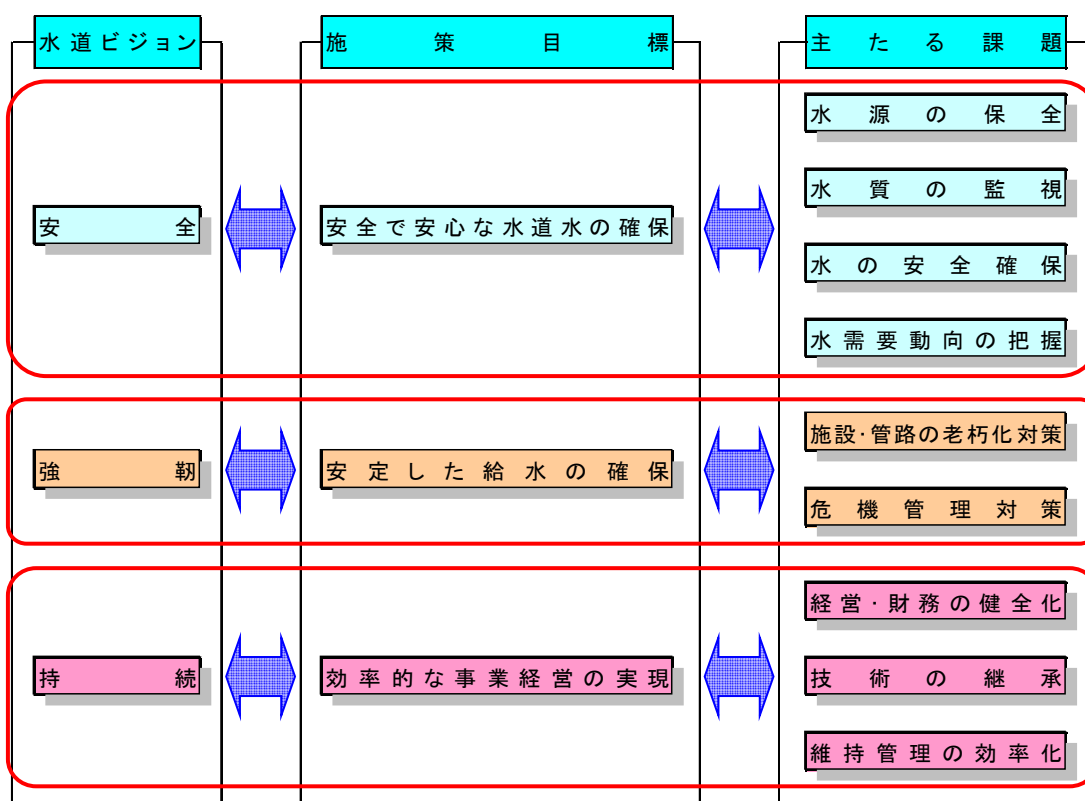 水道ビジョン
施策目標
主たる課題
水源の保全
水質の監視
安全
安全で安心な水道水の確保
水の安全確保
水需要動向の把握
施設・管路の老朽化対策
強靭
安定した給水の確保
危機管理対策
経営・財務の健全化
持続
効率的な事業経営の実現
技術の継承
維持管理の効率化